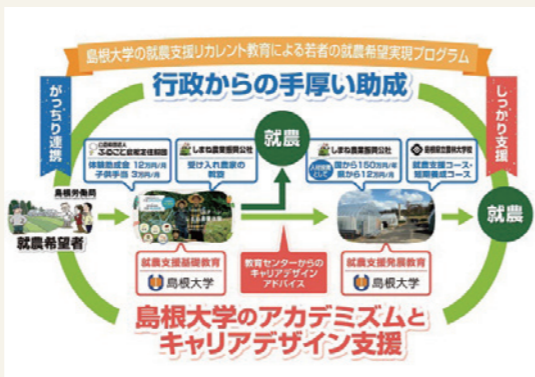 島根大学の就農支援リカレント教育による若者の就農希望実現プログラム
行政からの手厚い助成
がっちり連携
しっかり支援
公益財団法人
ふるさと島根定住財団
体験助成金 12万円/月
子供手当 3万円/月
しまね農業振興公社
受け入れ農家の
就農
しまね農業振興公社
国から150万円/年
県から12万円/月
島根県立農林大学校
就農支援コース・
短期養成コース
島根労働局
就農希望者
就農
就農支援基礎教育
島根大学
教育センターからの
キャリアデザイン
アドバイス
就農支援発展教育
島根大学
島根大学のアカデミズムと
キャリアデザイン支援